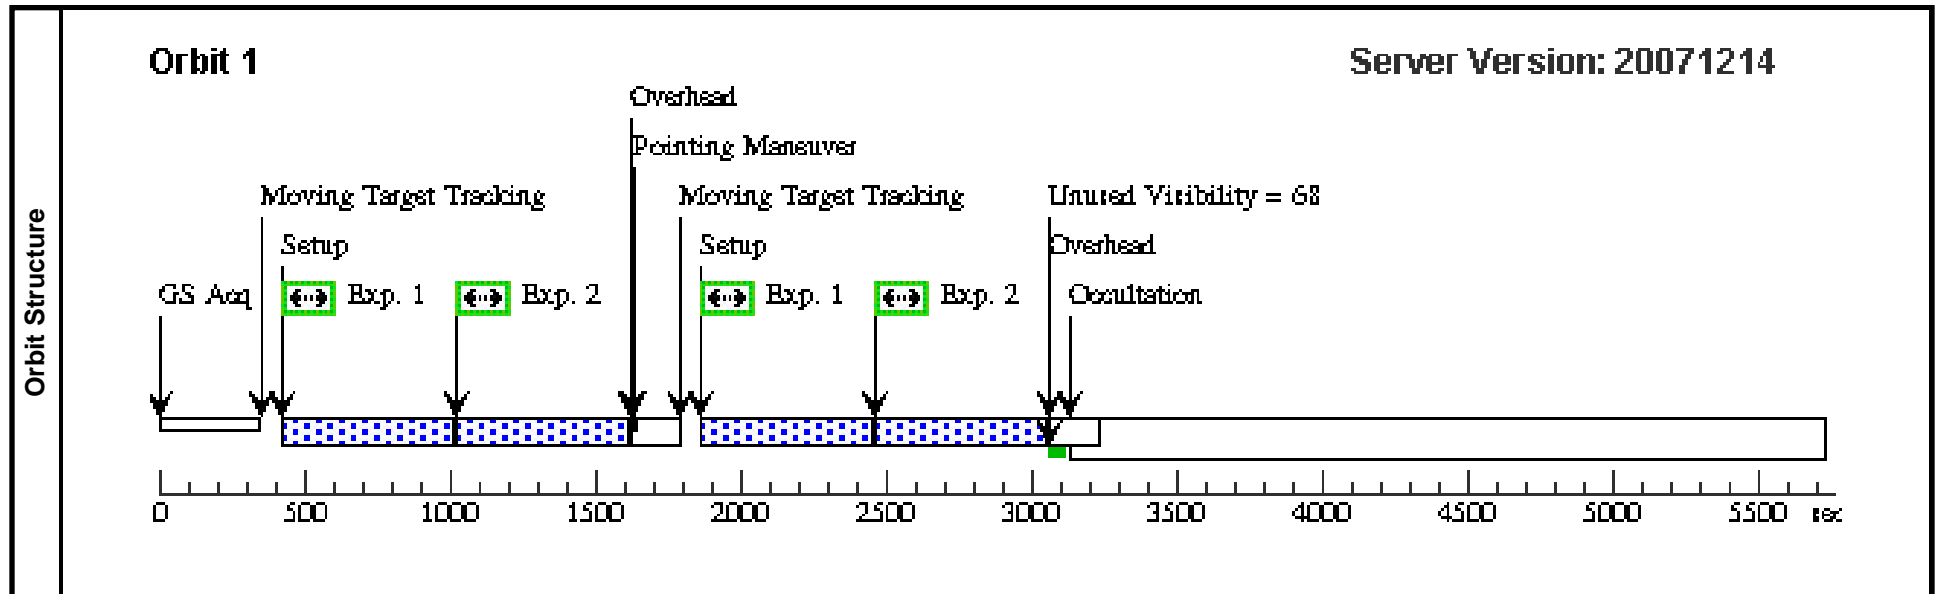 Orbit Structure
Orbit 1
Server Version: 20071214
Overhead
Pointing Maneuver
Moving Target Tracking
Moving Target Tracking
Unused Visibility = 68
Setup
Setup
Overhead
GS Acq
Exp. 1
Exp. 2
Exp. 1
Exp. 2
Occultation
0 500 1000 1500 2000 2500 3000 3500 4000 4500 5000 5500 sec